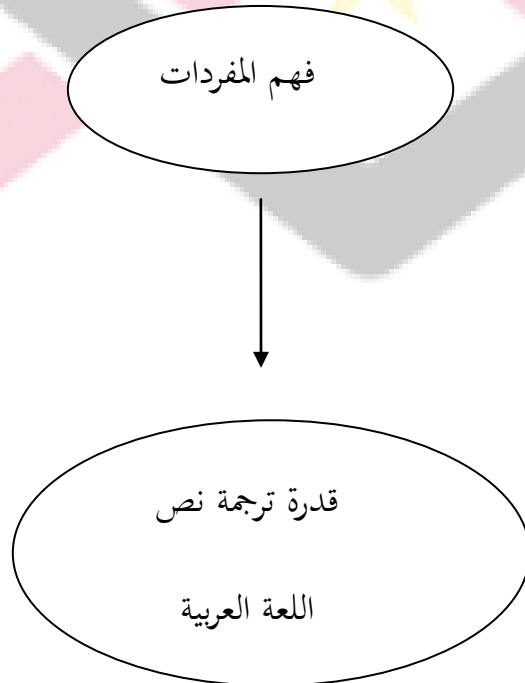 فهم المفردات
قدرة ترجمة نص
اللعة العربية